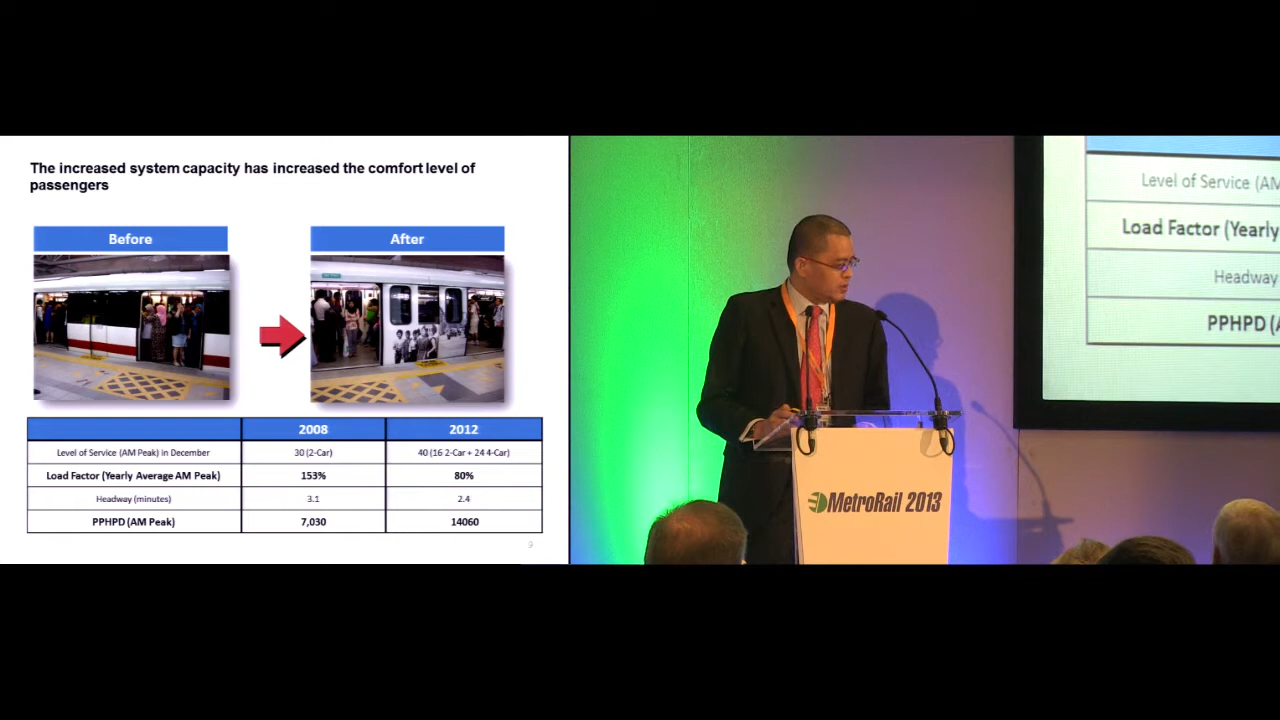 The increased system capacity has increased the comfort level of
passengers
Before
After
2008
2012
Level of Service (AM Peak) in December
30 (2-Car)
40 (16 2-Car + 24 4-Car)
Load Factor (Yearly Average AM Peak)
153%
80%
Headway (minutes)
3.1
2.4
PPHPD (AM Peak)
7,030
14060
9
Level of Service (AM
Load Factor (Yearly
Headway
PPHPD (A
MetroRail 2013